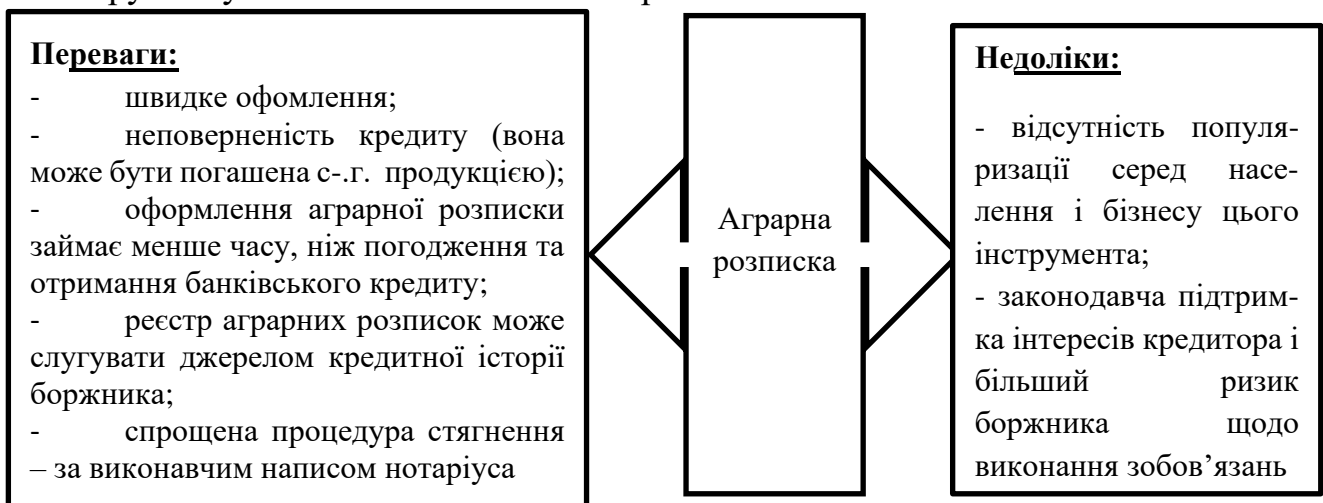 Переваги:
- швидке офомлення;
- неповерненість кредиту (вона
може бути погашена с-.г. продукцією);
- оформлення аграрної розписки
займає менше часу, ніж погодження та
отримання банківського кредиту;
- реєстр аграрних розписок може
слугувати джерелом кредитної історії
боржника;
- спрощена процедура стягнення
– за виконавчим написом нотаріуса
Аграрна
розписка
Недоліки:
- відсутність популя-
ризації серед насе-
лення і бізнесу цього
інструмента;
- законодавча підтрим-
ка інтересів кредитора і
більший ризик
боржника щодо
виконання зобов’язань